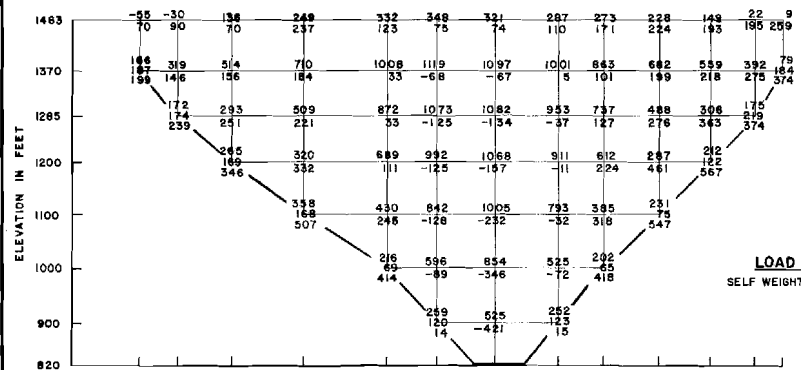 -55 -30 136 249 332 348 321 287 273 228 149 22 9
70 90 70 237 123 75 74 110 171 224 193 195 259
1463
166 319 514 710 1008 1119 1097 1001 863 682 559 392 79
1370
187 146 156 184 33 -68 -67 5 101 199 218 275 184
199 374
172 293 509 872 1073 1082 953 737 488 306 175
1285
174 251 221 33 -125 -134 -37 127 276 363 219
239 374
265 320 689 992 1068 911 612 287 212
1200
169 332 111 -125 -157 -11 224 461 122
346 567
358 430 842 1005 793 385 231
1100
168 245 -128 -232 -32 318 75
507 547
216 596 854 525 202
1000
69 -89 -346 -72 65
414 418
259 525 252
900
120 -421 123
14 15
820
ELEVATION IN FEET
LOAD
SELF WEIGHT